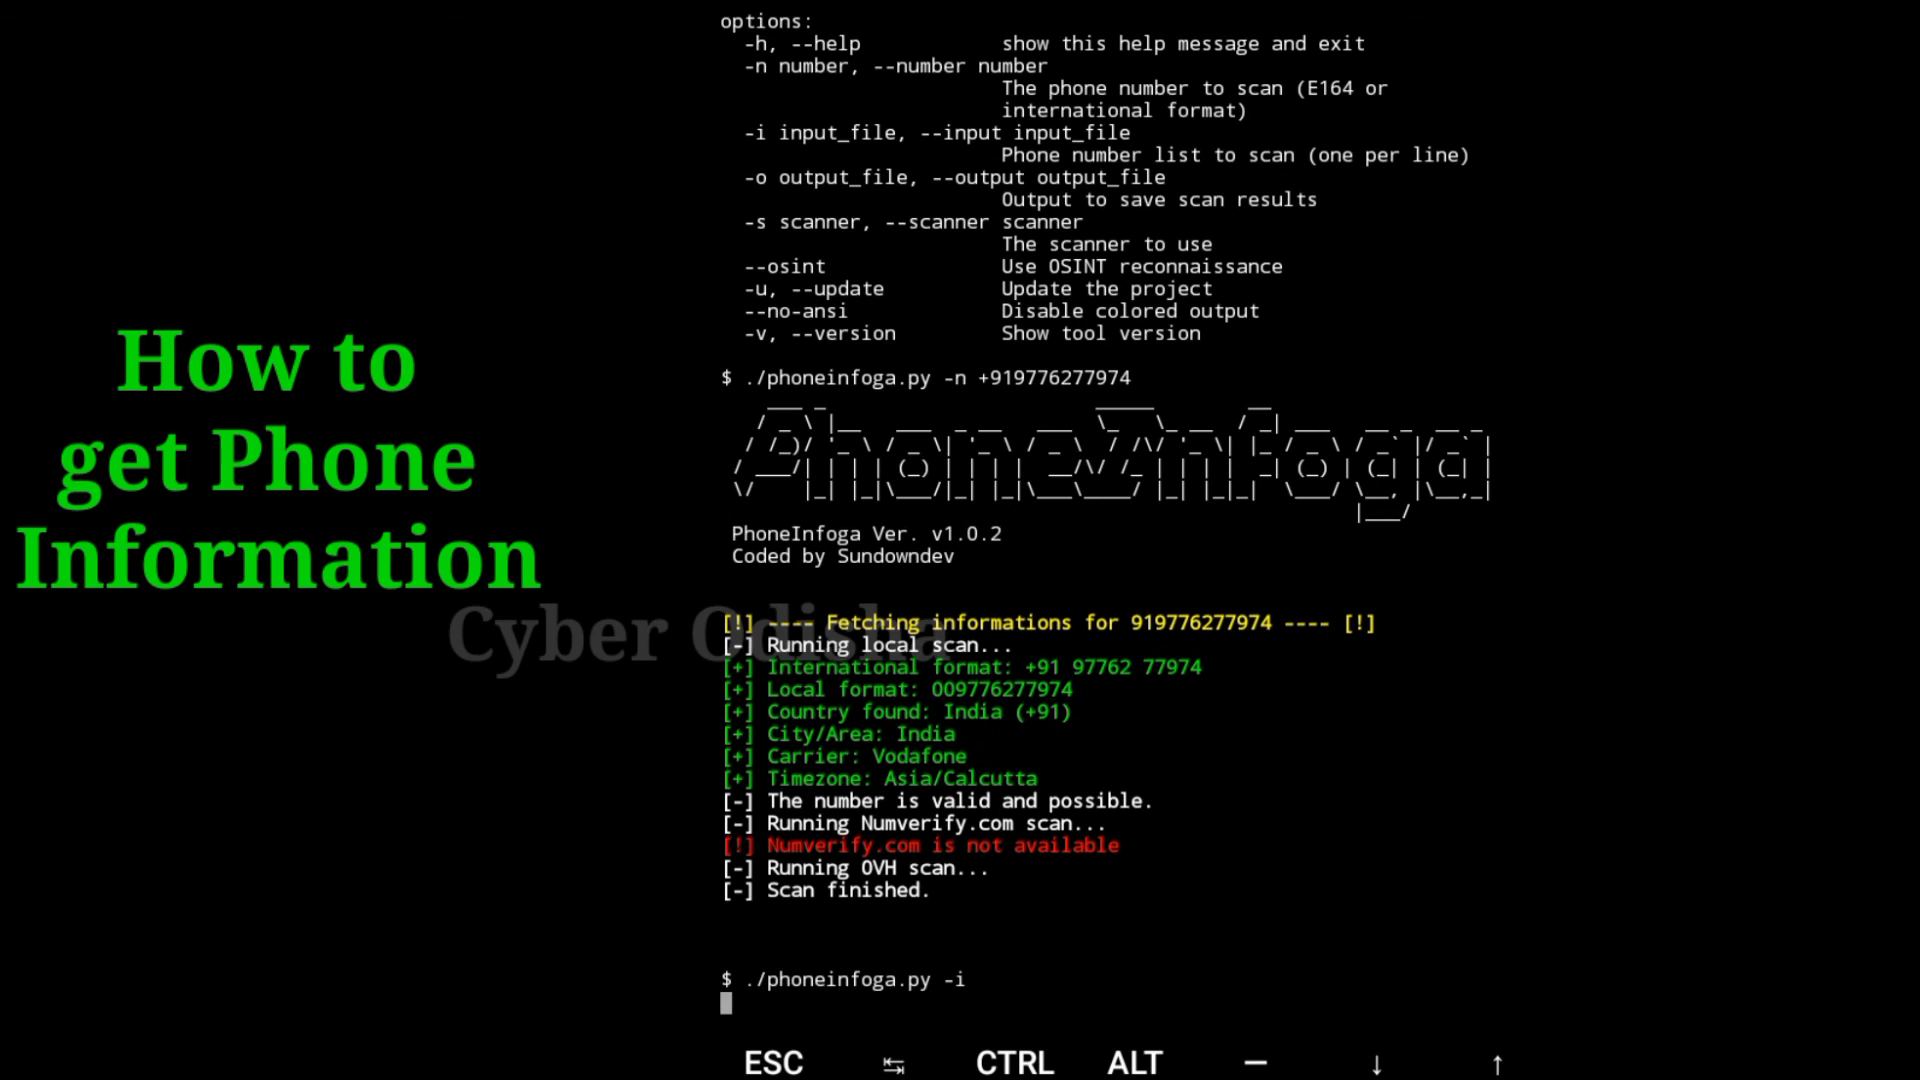 How to
get Phone
Information
options:
-h, --help show this help message and exit
-n number, --number number
The phone number to scan (E164 or
international format)
-i input_file, --input input_file
Phone number list to scan (one per line)
-o output_file, --output output_file
Output to save scan results
-s scanner, --scanner scanner
The scanner to use
--osint Use OSINT reconnaissance
-u, --update Update the project
--no-ansi Disable colored output
-v, --version Show tool version
$ ./phoneinfoga.py -n +919776277974
PhoneInfoga
PhoneInfoga Ver. v1.0.2
Coded by Sundowndev
Cyber Odisha
[!] ---- Fetching informations for 919776277974 ---- [!]
[-] Running local scan...
[+] International format: +91 97762 77974
[+] Local format: 009776277974
[+] Country found: India (+91)
[+] City/Area: India
[+] Carrier: Vodafone
[+] Timezone: Asia/Calcutta
[-] The number is valid and possible.
[-] Running Numverify.com scan...
[!] Numverify.com is not available
[-] Running OVH scan...
[-] Scan finished.
$ ./phoneinfoga.py -i
ESC ↹ CTRL ALT — ↓ ↑